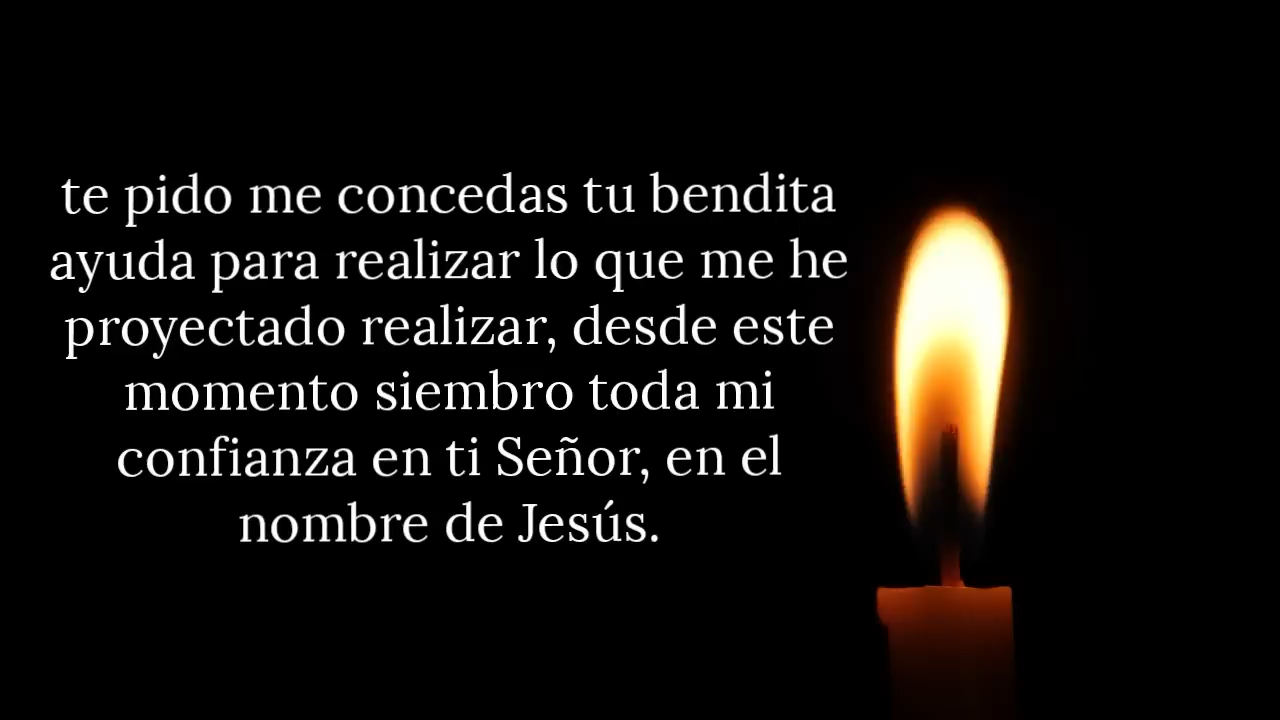 te pido me concedas tu bendita
ayuda para realizar lo que me he
proyectado realizar, desde este
momento siembro toda mi
confianza en ti Señor, en el
nombre de Jesús.